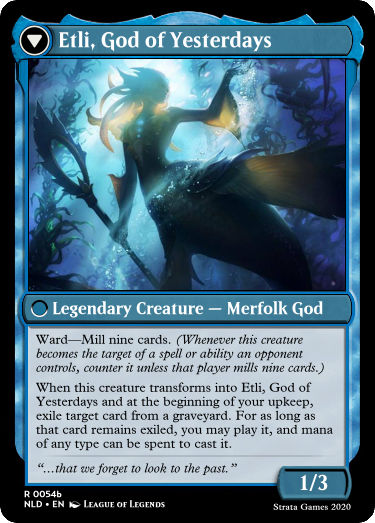 Etli, God of Yesterdays
Legendary Creature — Merfolk God
Ward—Mill nine cards. (Whenever this creature
becomes the target of a spell or ability an opponent
controls, counter it unless that player mills nine cards.)
When this creature transforms into Etli, God of
Yesterdays and at the beginning of your upkeep,
exile target card from a graveyard. For as long as
that card remains exiled, you may play it, and mana
of any type can be spent to cast it.
“…that we forget to look to the past.”
1/3
R 0054b
NLD • EN League of Legends
Strata Games 2020